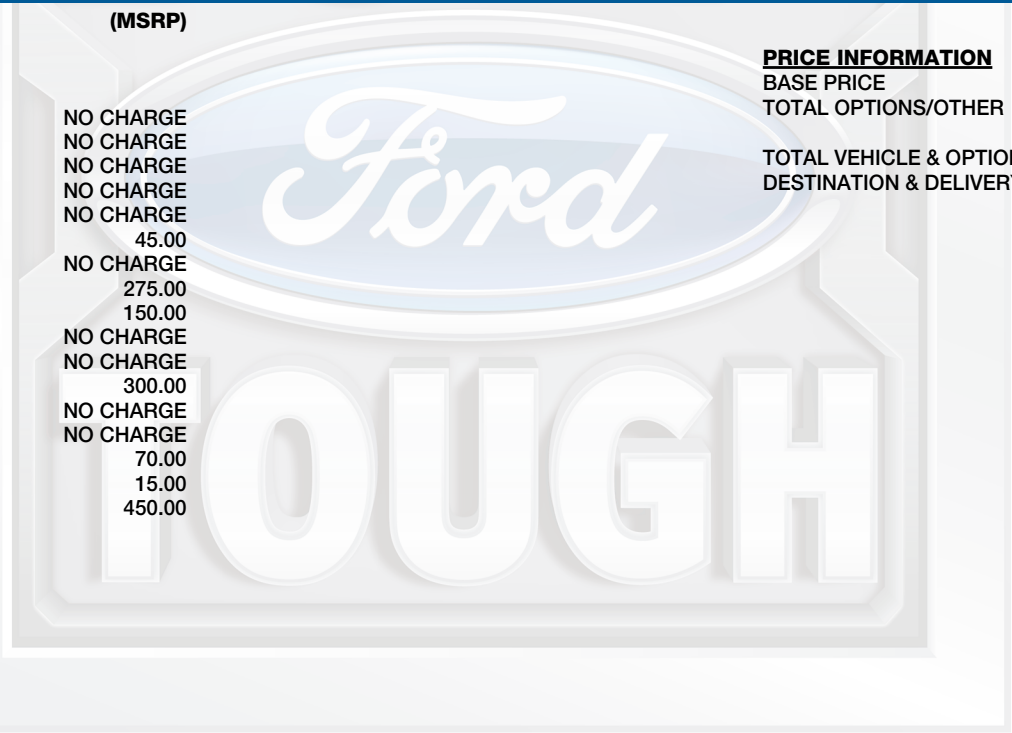 (MSRP)
NO CHARGE
NO CHARGE
NO CHARGE
NO CHARGE
NO CHARGE
45.00
NO CHARGE
275.00
150.00
NO CHARGE
NO CHARGE
300.00
NO CHARGE
NO CHARGE
70.00
15.00
450.00
PRICE INFORMATION
BASE PRICE
TOTAL OPTIONS/OTHER
TOTAL VEHICLE & OPTION
DESTINATION & DELIVERY
Ford
TOUGH